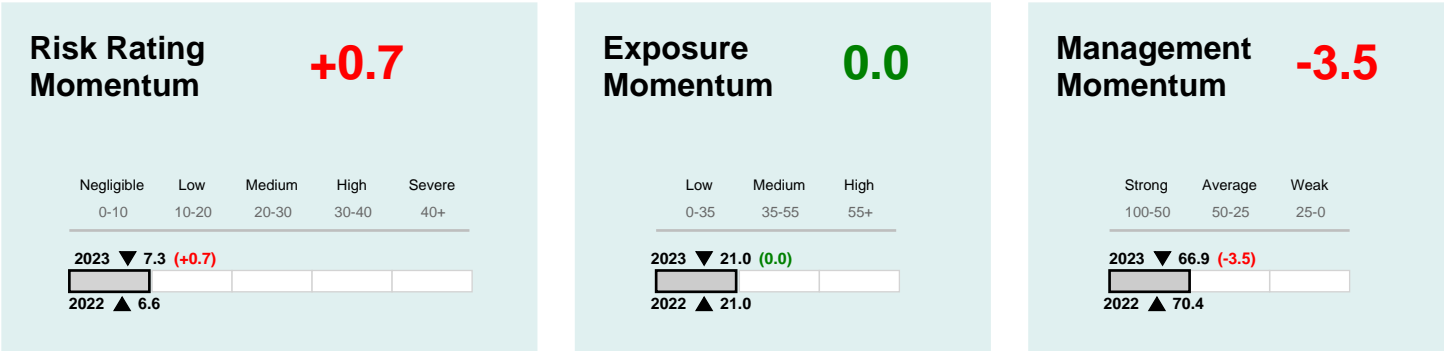 Risk Rating
Momentum
+0.7
Negligible Low Medium High Severe
0-10 10-20 20-30 30-40 40+
2023 ▼ 7.3 (+0.7)
2022 ▲ 6.6
Exposure
Momentum
0.0
Low Medium High
0-35 35-55 55+
2023 ▼ 21.0 (0.0)
2022 ▲ 21.0
Management
Momentum
-3.5
Strong Average Weak
100-50 50-25 25-0
2023 ▼ 66.9 (-3.5)
2022 ▲ 70.4